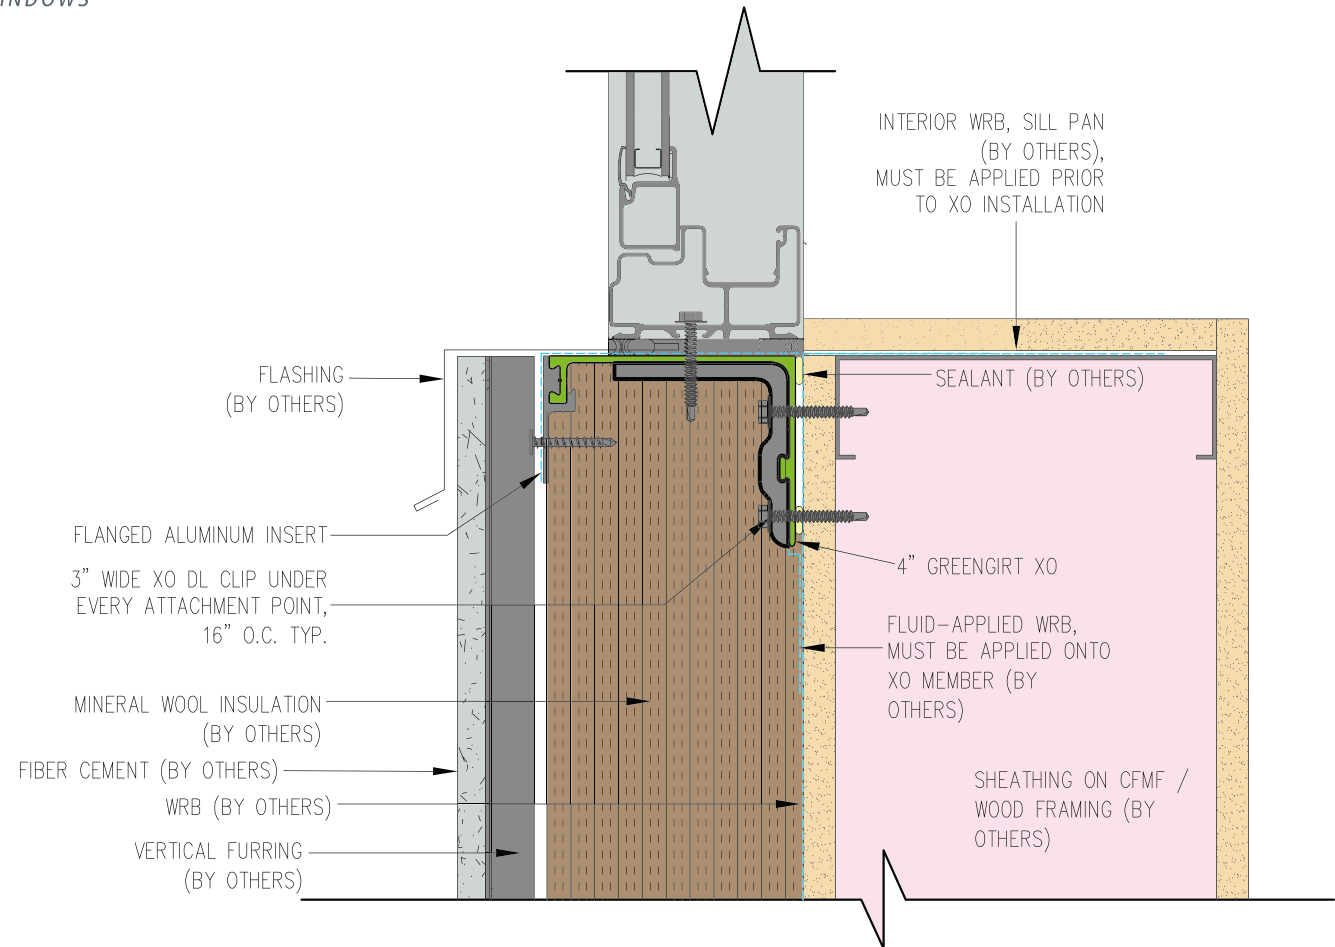 INDOWS
INTERIOR WRB, SILL PAN
(BY OTHERS),
MUST BE APPLIED PRIOR
TO XO INSTALLATION
FLASHING
(BY OTHERS)
SEALANT (BY OTHERS)
FLANGED ALUMINUM INSERT
3" WIDE XO DL CLIP UNDER
EVERY ATTACHMENT POINT,
16" O.C. TYP.
4" GREENGIRT XO
FLUID-APPLIED WRB,
MUST BE APPLIED ONTO
XO MEMBER (BY
OTHERS)
MINERAL WOOL INSULATION
(BY OTHERS)
FIBER CEMENT (BY OTHERS)
WRB (BY OTHERS)
VERTICAL FURRING
(BY OTHERS)
SHEATHING ON CFMF /
WOOD FRAMING (BY
OTHERS)